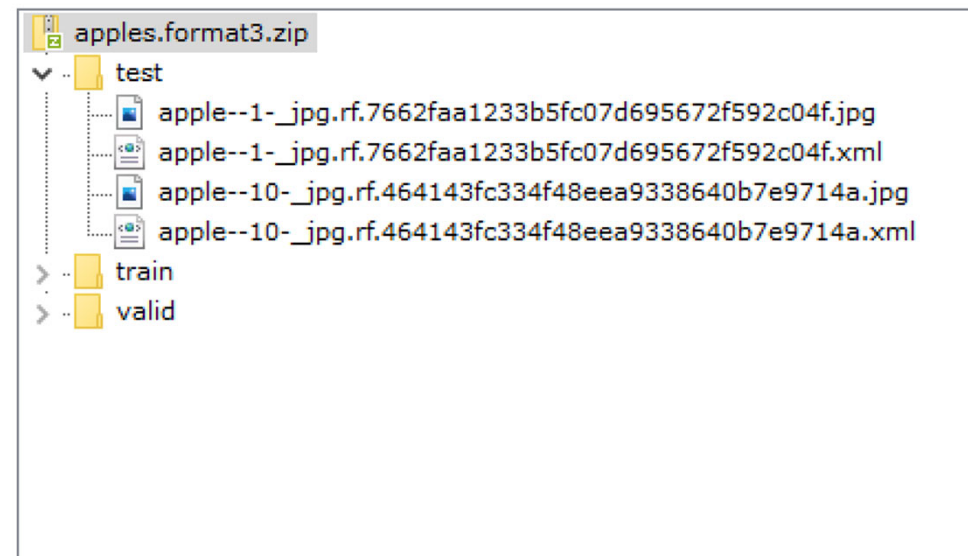 apples.format3.zip
test
apple--1-_jpg.rf.7662faa1233b5fc07d695672f592c04f.jpg
apple--1-_jpg.rf.7662faa1233b5fc07d695672f592c04f.xml
apple--10-_jpg.rf.464143fc334f48eea9338640b7e9714a.jpg
apple--10-_jpg.rf.464143fc334f48eea9338640b7e9714a.xml
train
valid